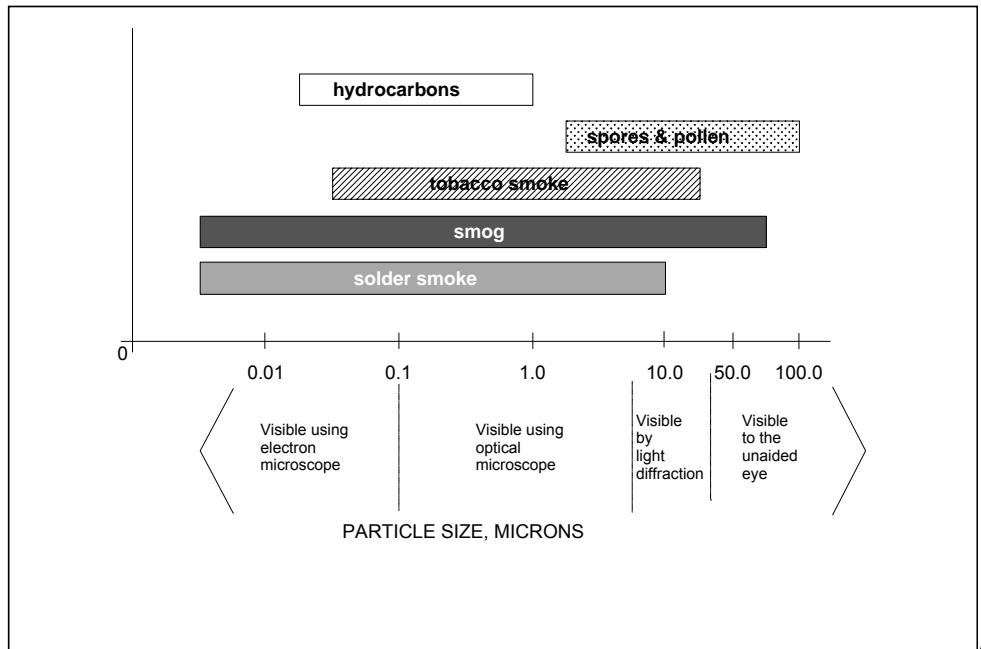 hydrocarbons
spores & pollen
tobacco smoke
smog
solder smoke
0
0.01 0.1 1.0 10.0 50.0 100.0
Visible using
electron
microscope
Visible using
optical
microscope
Visible
by
light
diffraction
Visible
to the
unaided
eye
PARTICLE SIZE, MICRONS